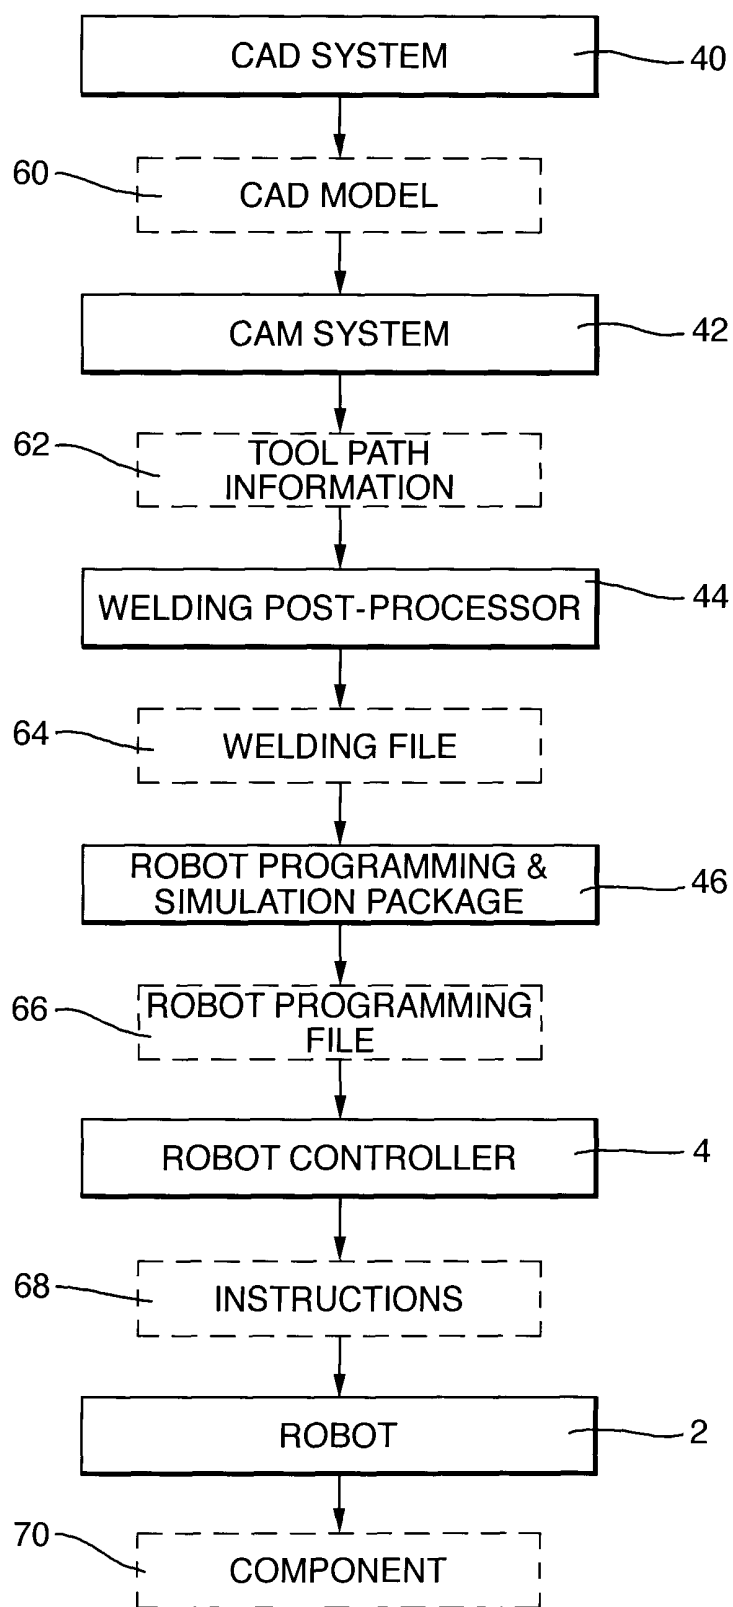 CAD SYSTEM
40
60
CAD MODEL
CAM SYSTEM
42
62
TOOL PATH
INFORMATION
WELDING POST-PROCESSOR
44
64
WELDING FILE
ROBOT PROGRAMMING &
SIMULATION PACKAGE
46
66
ROBOT PROGRAMMING
FILE
ROBOT CONTROLLER
4
68
INSTRUCTIONS
ROBOT
2
70
COMPONENT